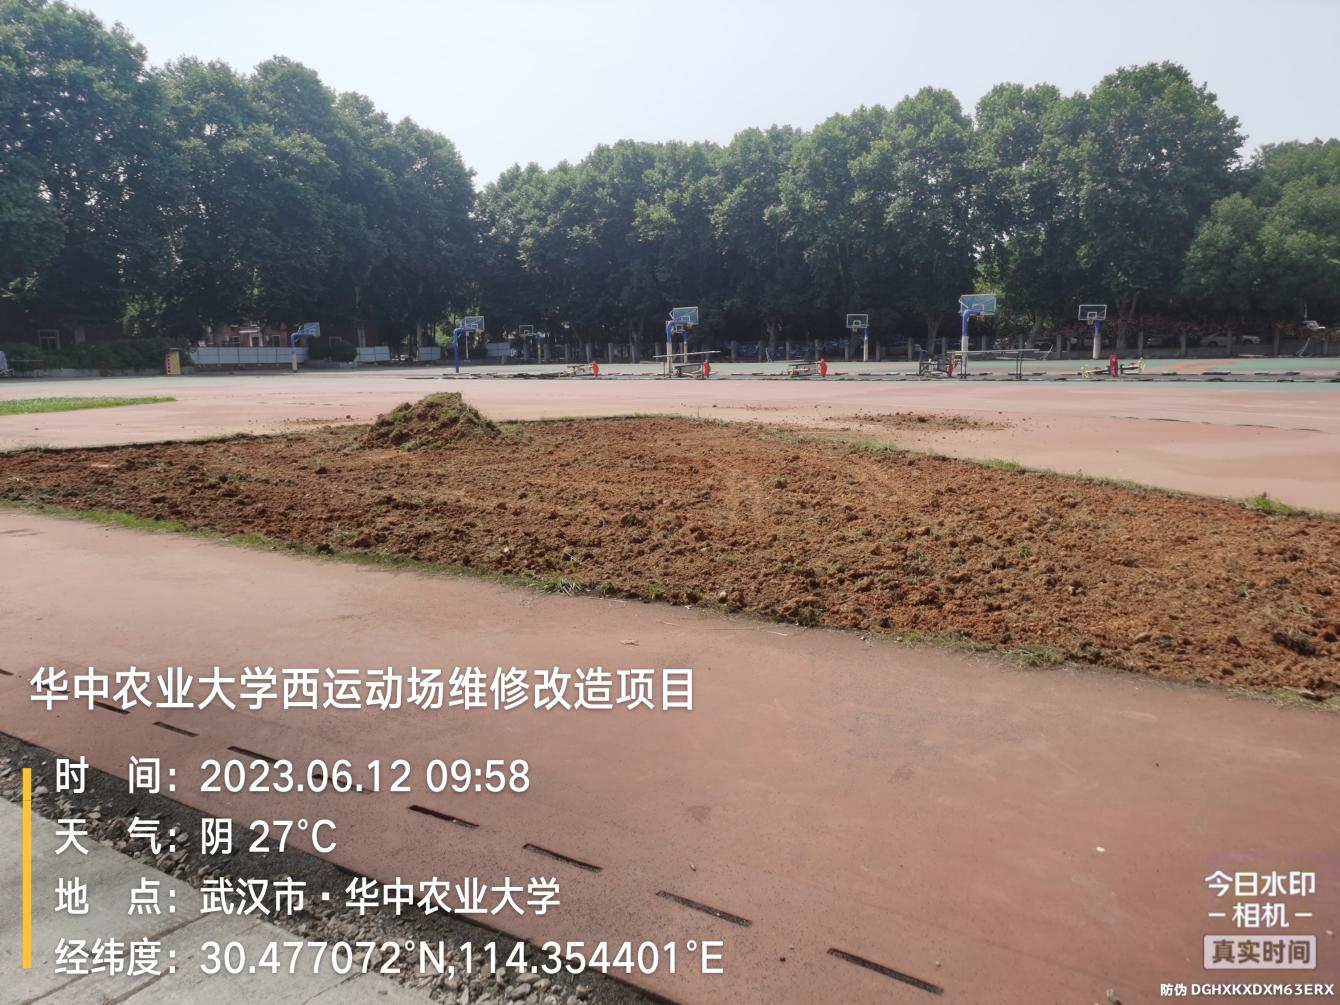 华中农业大学西运动场维修改造项目
时 间：2023.06.12 09:58
天 气：阴 27°C
地 点：武汉市·华中农业大学
经纬度：30.477072°N,114.354401°E
今日水印
-相机-
真实时间
防伪 DGHXKXDXM63ERX